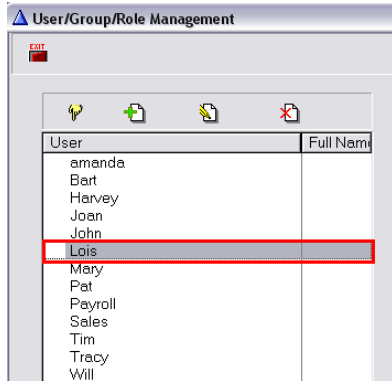 User/Group/Role Management
EXIT
User Full Name
amanda
Bart
Harvey
Joan
John
Lois
Mary
Pat
Payroll
Sales
Tim
Tracy
Will